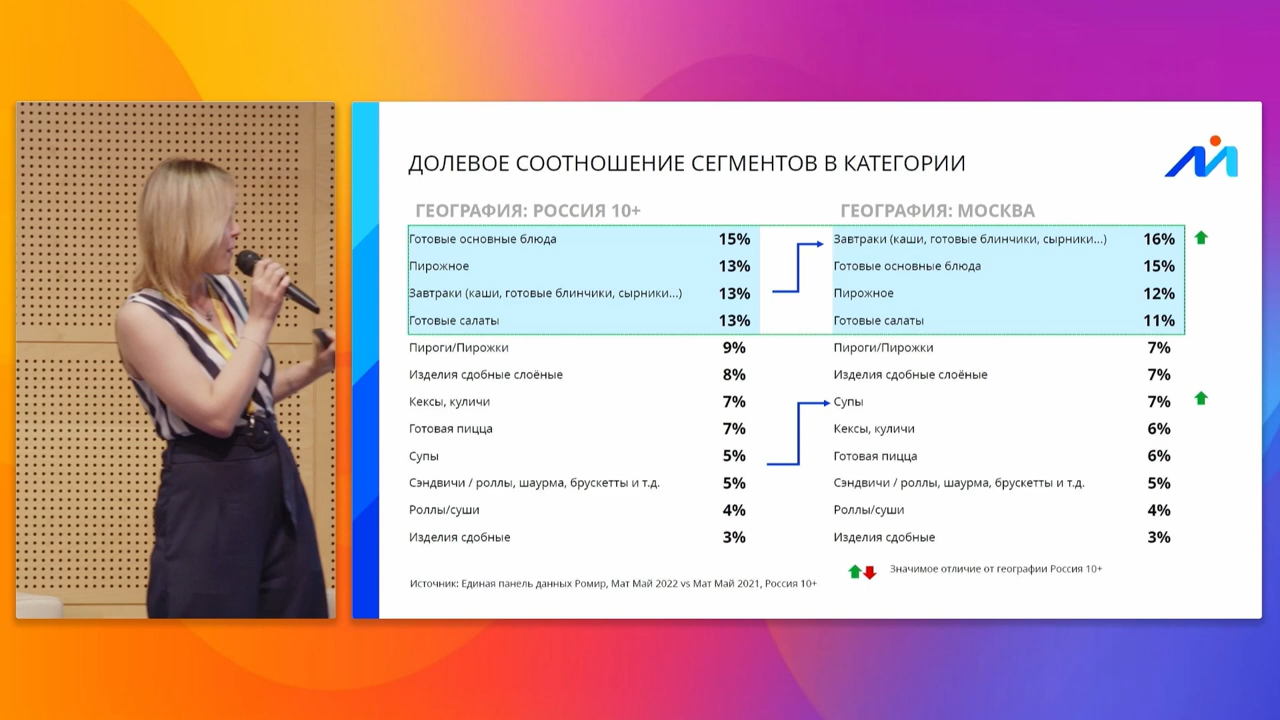 ДОЛЕВОЕ СООТНОШЕНИЕ СЕГМЕНТОВ В КАТЕГОРИИ
ГЕОГРАФИЯ: РОССИЯ 10+
Готовые основные блюда 15%
Пирожное 13%
Завтраки (каши, готовые блинчики, сырники...) 13%
Готовые салаты 13%
Пироги/Пирожки 9%
Изделия сдобные слоёные 8%
Кексы, куличи 7%
Готовая пицца 7%
Супы 5%
Сэндвичи / роллы, шаурма, брускетты и т.д. 5%
Роллы/суши 4%
Изделия сдобные 3%
ГЕОГРАФИЯ: МОСКВА
Завтраки (каши, готовые блинчики, сырники...) 16%
Готовые основные блюда 15%
Пирожное 12%
Готовые салаты 11%
Пироги/Пирожки 7%
Изделия сдобные слоёные 7%
Супы 7%
Кексы, куличи 6%
Готовая пицца 6%
Сэндвичи / роллы, шаурма, брускетты и т.д. 5%
Роллы/суши 4%
Изделия сдобные 3%
Значимое отличие от географии Россия 10+
Источник: Единая панель данных Ромир, Мат Май 2022 vs Мат Май 2021, Россия 10+